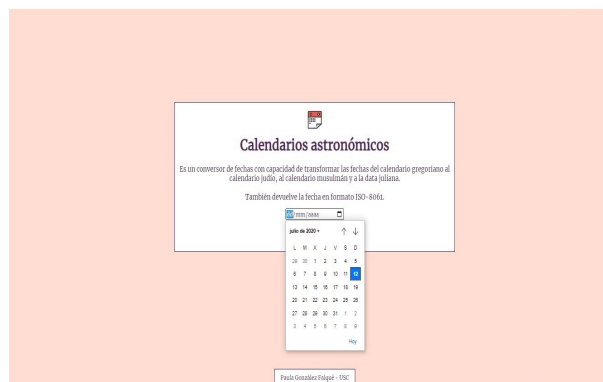 Calendarios astronómicos
Es un conversor de fechas con capacidad de transformar las fechas del calendario gregoriano al
calendario judío, al calendario musulmán y a la data juliana.
También devuelve la fecha en formato ISO-8061.
dd/mm/aaaa
julio de 2020
L M X J V S D
29 30 1 2 3 4 5
6 7 8 9 10 11 12
13 14 15 16 17 18 19
20 21 22 23 24 25 26
27 28 29 30 31 1 2
3 4 5 6 7 8 9
Hoy
Paula González Faiqué - USC